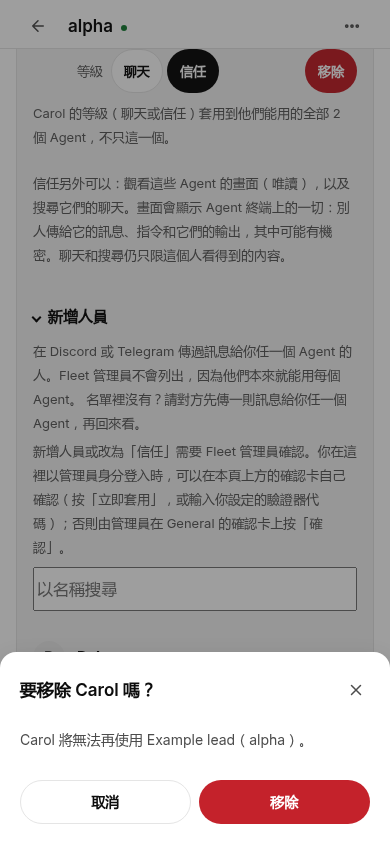 alpha
等級 聊天 信任 移除
Carol 的等級（聊天或信任）套用到他們能用的全部 2
個 Agent，不只這一個。
信任另外可以：觀看這些 Agent 的畫面（唯讀），以及
搜尋它們的聊天。畫面會顯示 Agent 終端上的一切：別
人傳給它的訊息、指令和它們的輸出，其中可能有機
密。聊天和搜尋仍只限這個人看得到的內容。
新增人員
在 Discord 或 Telegram 傳過訊息給你任一個 Agent 的
人。Fleet 管理員不會列出，因為他們本來就能用每個
Agent。 名單裡沒有？請對方先傳一則訊息給你任一個
Agent，再回來看。
新增人員或改為「信任」需要 Fleet 管理員確認。你在這
裡以管理員身分登入時，可以在本頁上方的確認卡自己
確認（按「立即套用」，或輸入你設定的驗證器代
碼）；否則由管理員在 General 的確認卡上按「確
認」。
以名稱搜尋
要移除 Carol 嗎？
Carol 將無法再使用 Example lead（alpha）。
取消 移除